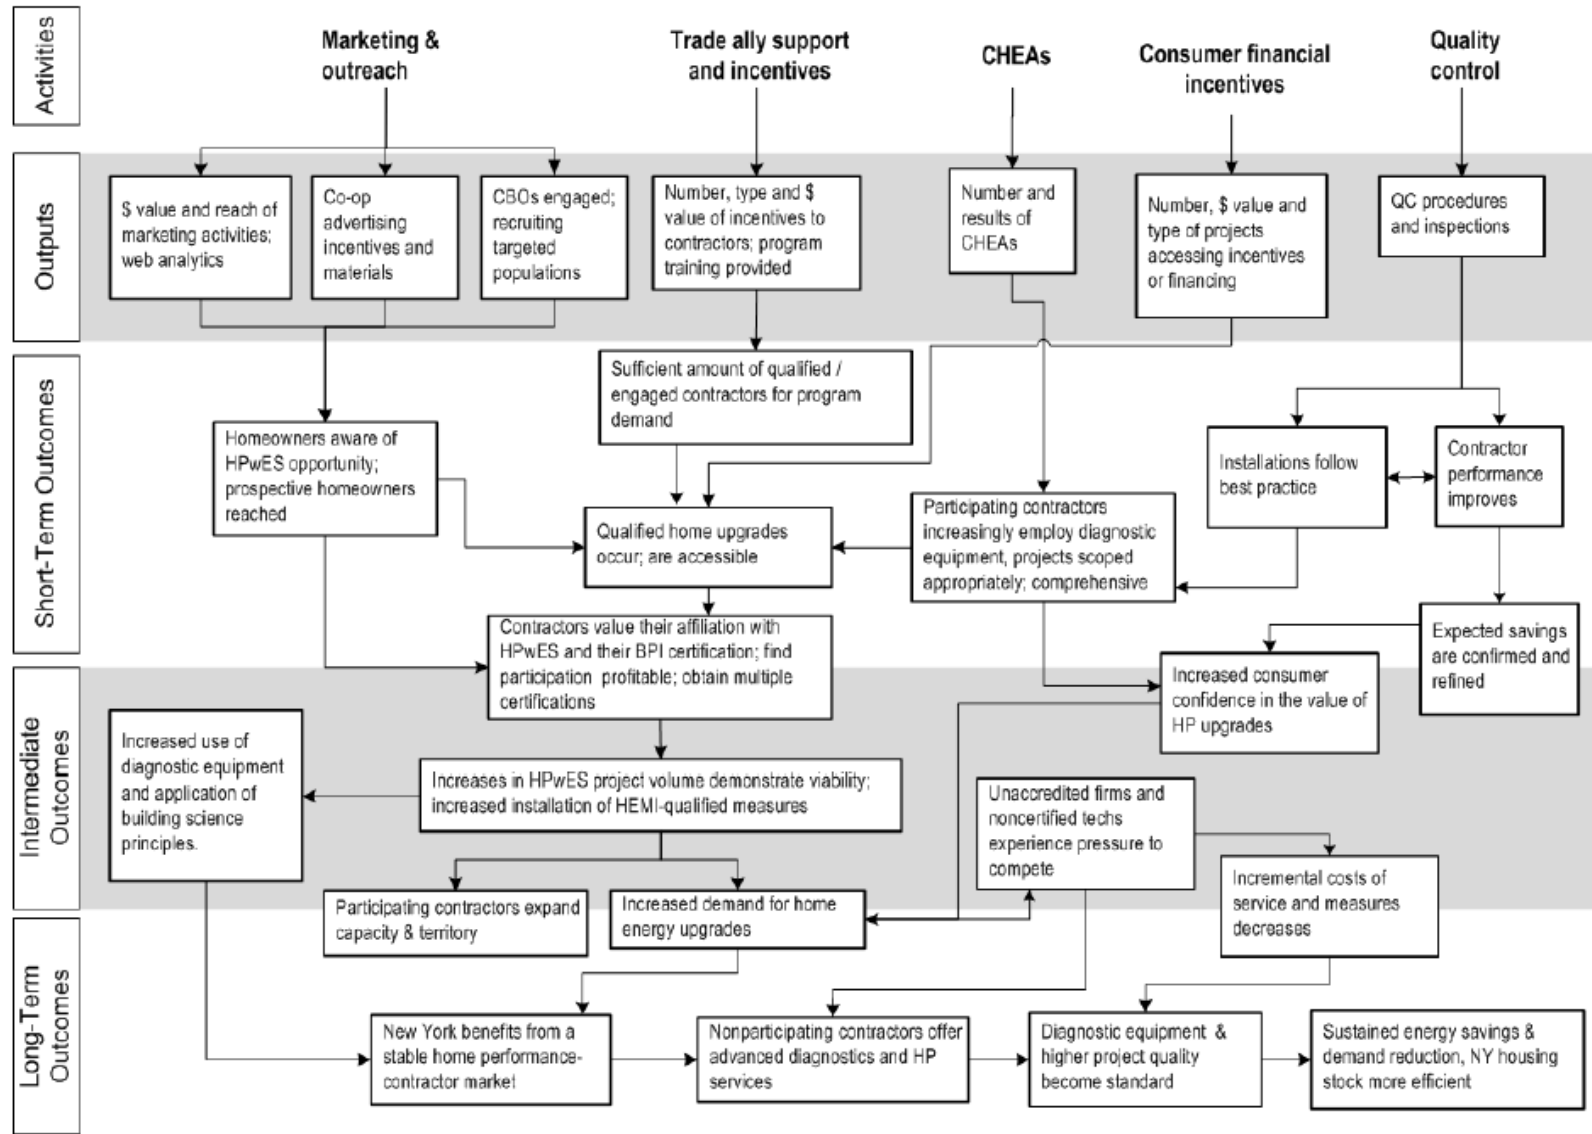 Activities
Marketing &
outreach
Trade ally support
and incentives
CHEAs
Consumer financial
incentives
Quality
control
Outputs
$ value and reach of
marketing activities;
web analytics
Co-op
advertising
incentives and
materials
CBOs engaged;
recruiting
targeted
populations
Number, type and $
value of incentives to
contractors; program
training provided
Number and
results of
CHEAs
Number, $ value and
type of projects
accessing incentives
or financing
QC procedures
and inspections
Short-Term Outcomes
Sufficient amount of qualified /
engaged contractors for program
demand
Homeowners aware of
HPwES opportunity;
prospective homeowners
reached
Installations follow
best practice
Contractor
performance
improves
Qualified home upgrades
occur; are accessible
Participating contractors
increasingly employ diagnostic
equipment, projects scoped
appropriately; comprehensive
Contractors value their affiliation with
HPwES and their BPI certification; find
participation profitable; obtain multiple
certifications
Expected savings
are confirmed and
refined
Increased consumer
confidence in the value of
HP upgrades
Intermediate
Outcomes
Increased use of
diagnostic equipment
and application of
building science
principles.
Increases in HPwES project volume demonstrate viability;
increased installation of HEMI-qualified measures
Unaccredited firms and
noncertified techs
experience pressure to
compete
Incremental costs of
service and measures
decreases
Participating contractors expand
capacity & territory
Increased demand for home
energy upgrades
Long-Term
Outcomes
New York benefits from a
stable home performance-
contractor market
Nonparticipating contractors offer
advanced diagnostics and HP
services
Diagnostic equipment &
higher project quality
become standard
Sustained energy savings &
demand reduction, NY housing
stock more efficient